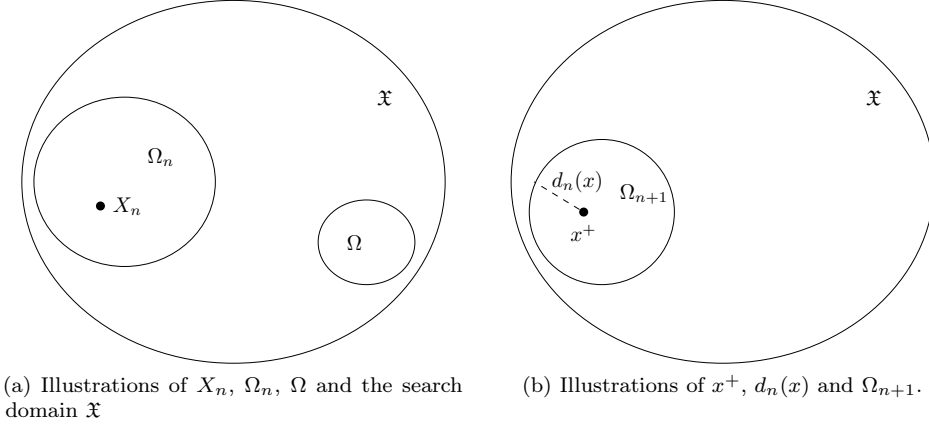 𝔛
Ω_n
X_n
Ω
(a) Illustrations of X_n, Ω_n, Ω and the search
domain 𝔛
𝔛
d_n(x)
Ω_{n+1}
x^+
(b) Illustrations of x^+, d_n(x) and Ω_{n+1}.